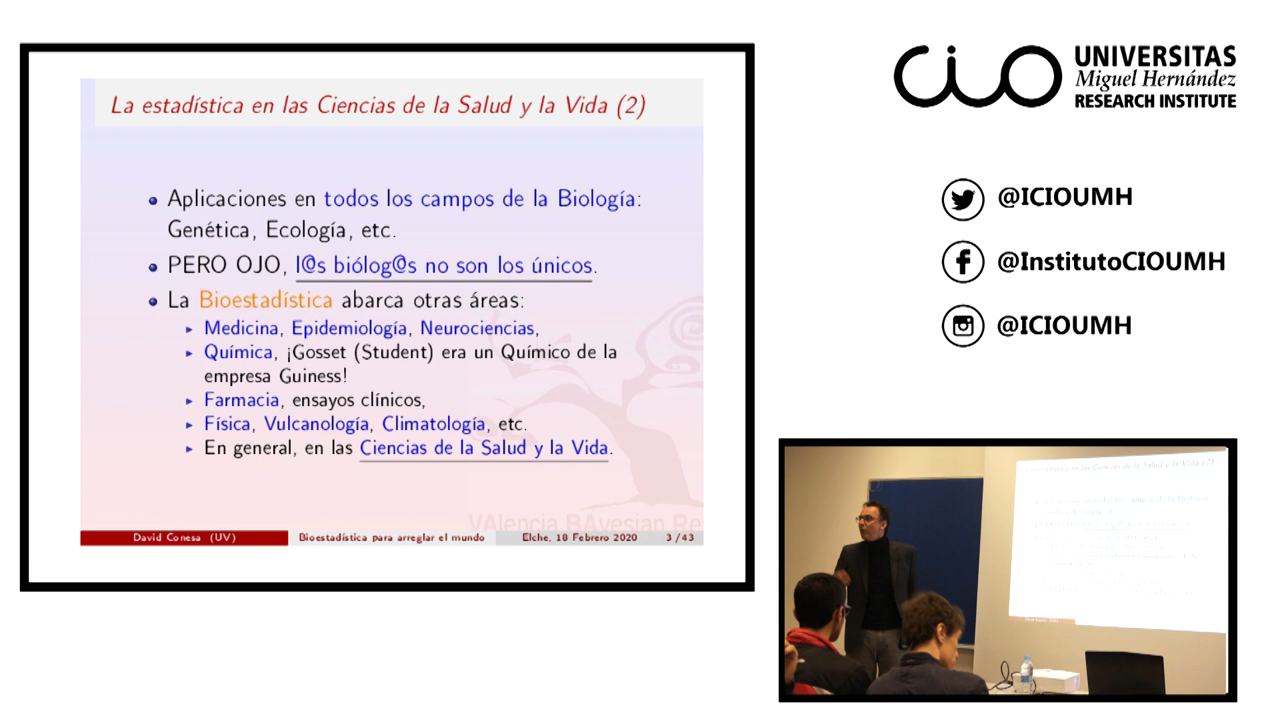 La estadística en las Ciencias de la Salud y la Vida (2)
Aplicaciones en todos los campos de la Biología:
Genética, Ecología, etc.
PERO OJO, l@s biólog@s no son los únicos.
La Bioestadística abarca otras áreas:
Medicina, Epidemiología, Neurociencias,
Química, ¡Gosset (Student) era un Químico de la
empresa Guiness!
Farmacia, ensayos clínicos,
Física, Vulcanología, Climatología, etc.
En general, en las Ciencias de la Salud y la Vida.
VAlencia BAyesian Re
David Conesa (UV)
Bioestadística para arreglar el mundo
Elche, 18 Febrero 2020
3 / 43
cio
UNIVERSITAS
Miguel Hernández
RESEARCH INSTITUTE
@ICIOUMH
@InstitutoCIOUMH
@ICIOUMH